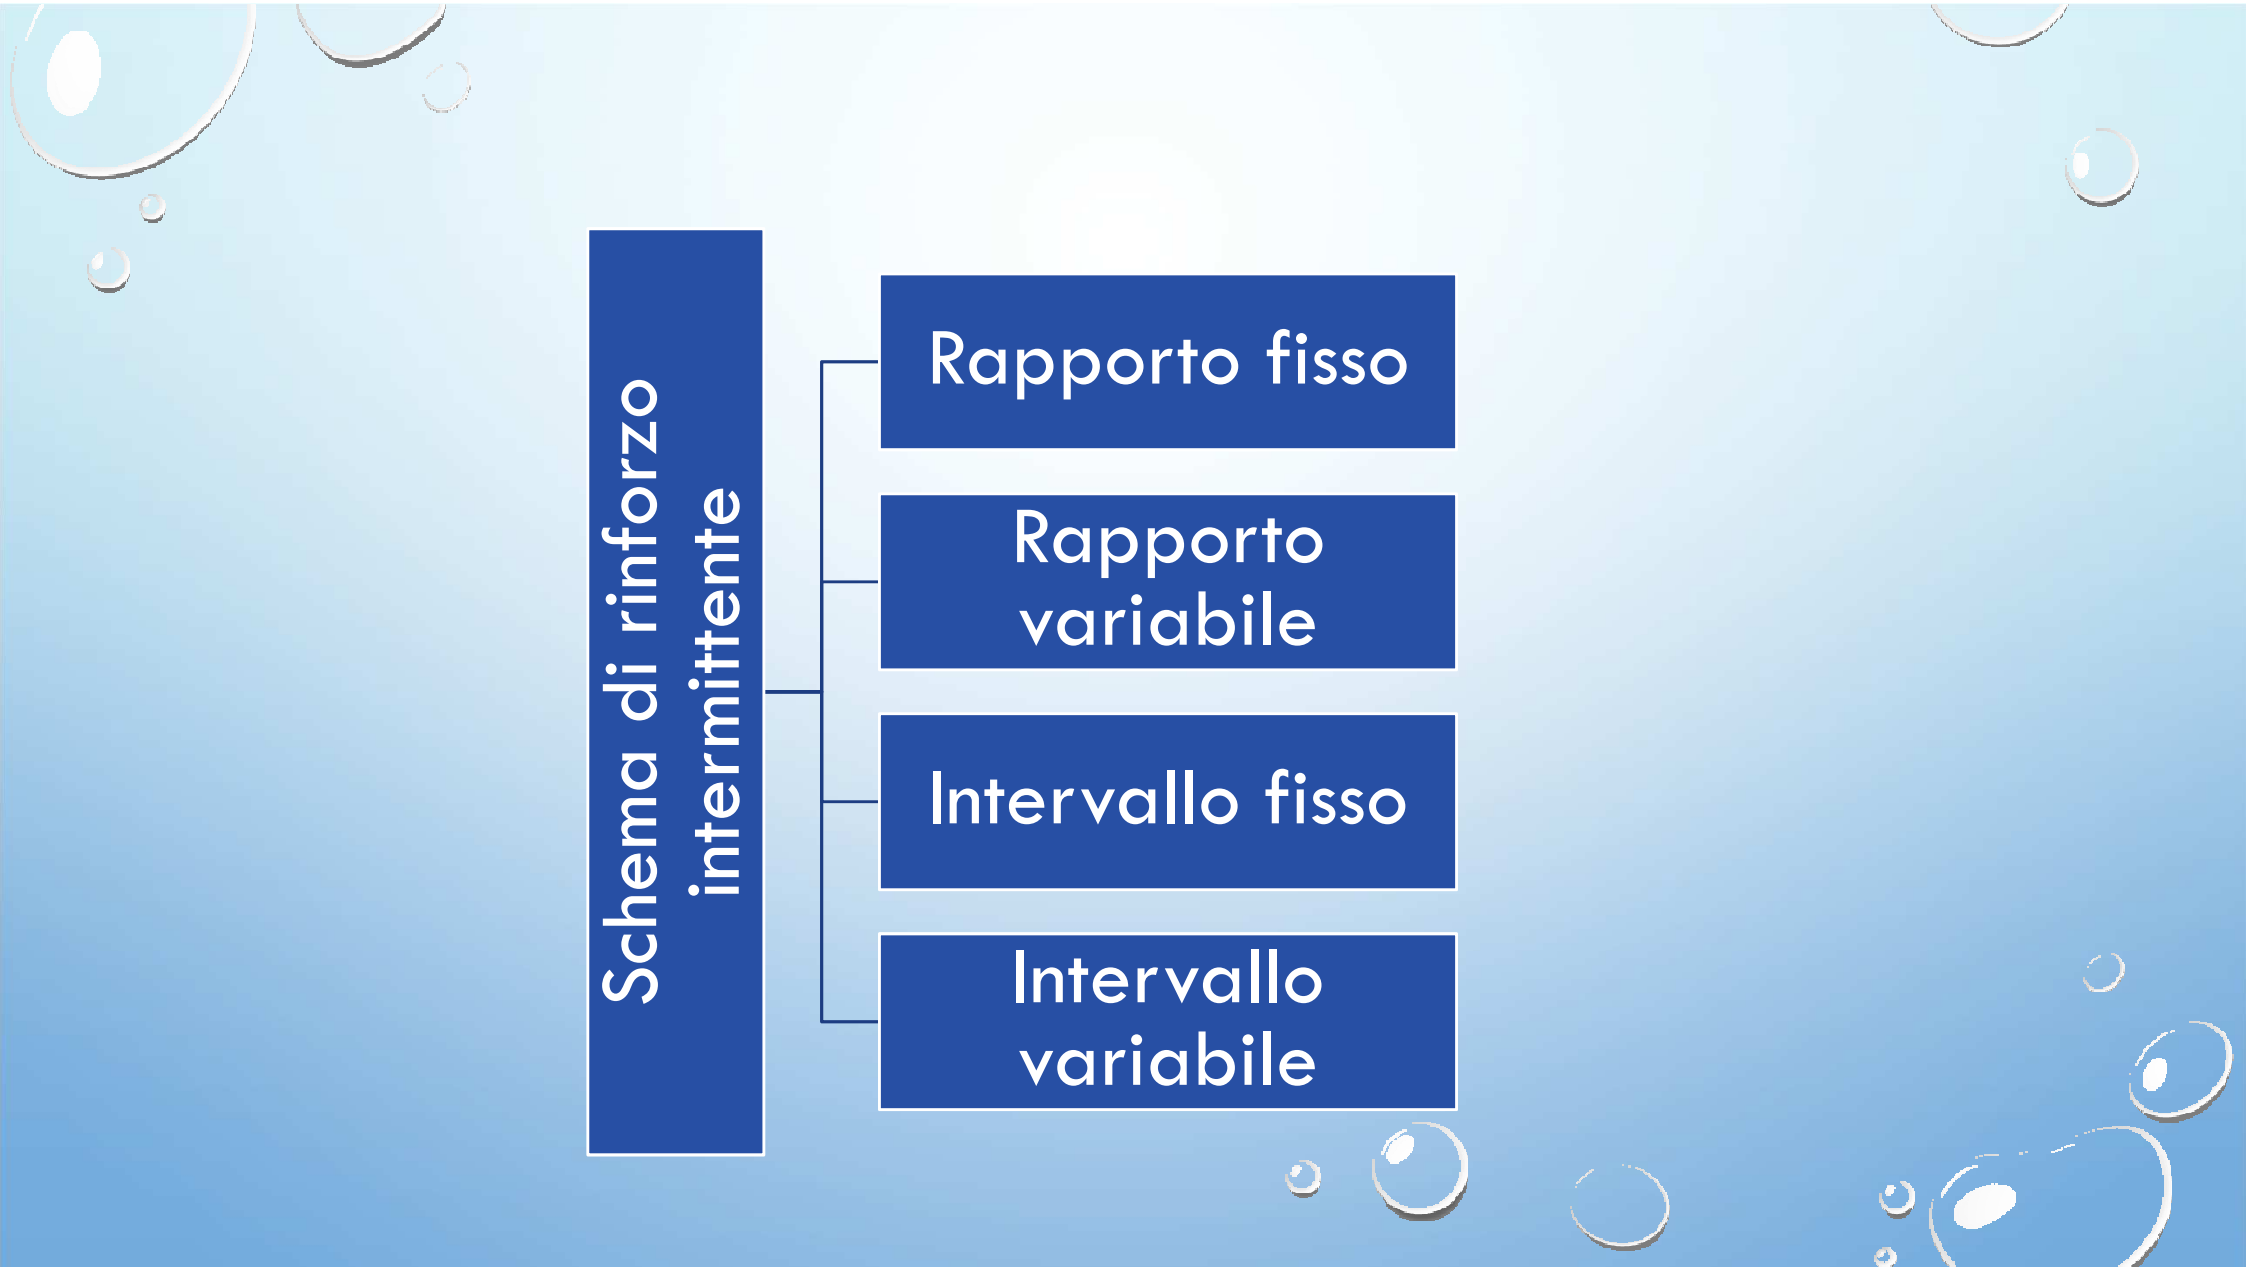 Schema di rinforzo
intermittente
Rapporto fisso
Rapporto
variabile
Intervallo fisso
Intervallo
variabile